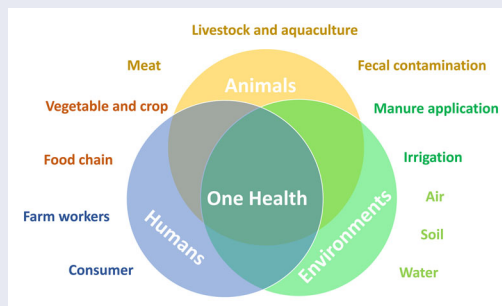 Livestock and aquaculture
Meat
Fecal contamination
Animals
Vegetable and crop
Manure application
Food chain
Irrigation
One Health
Air
Farm workers
Humans
Environments
Soil
Consumer
Water